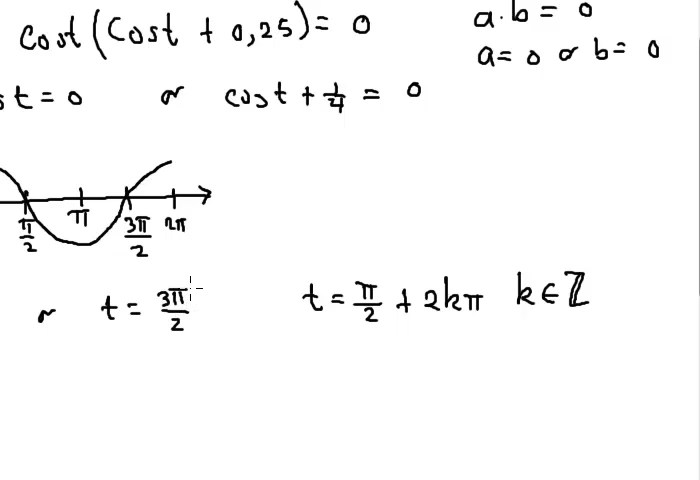 cost(cost + 0,25) = 0
a·b = 0
a = 0 or b = 0
t = 0 or cost + 1/4 = 0
π/2 π 3π/2 2π
or t = 3π/2 t = π/2 + 2kπ k ∈ ℤ